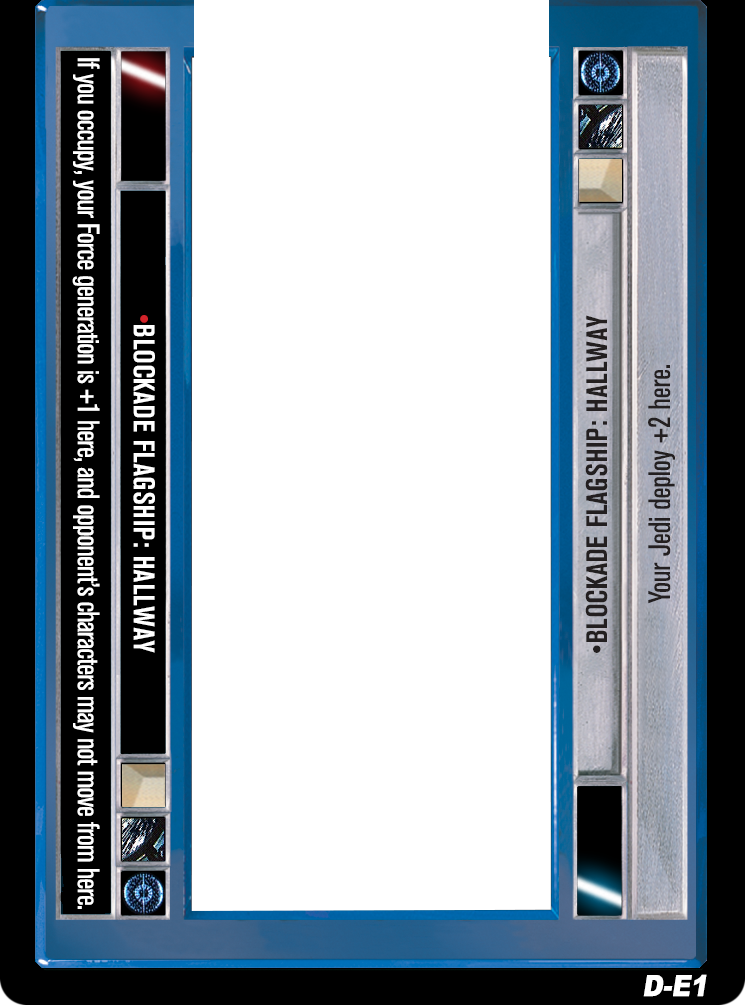 If you occupy, your Force generation is +1 here, and opponent's characters may not move from here.
•BLOCKADE FLAGSHIP: HALLWAY
•BLOCKADE FLAGSHIP: HALLWAY
Your Jedi deploy +2 here.
D-E1